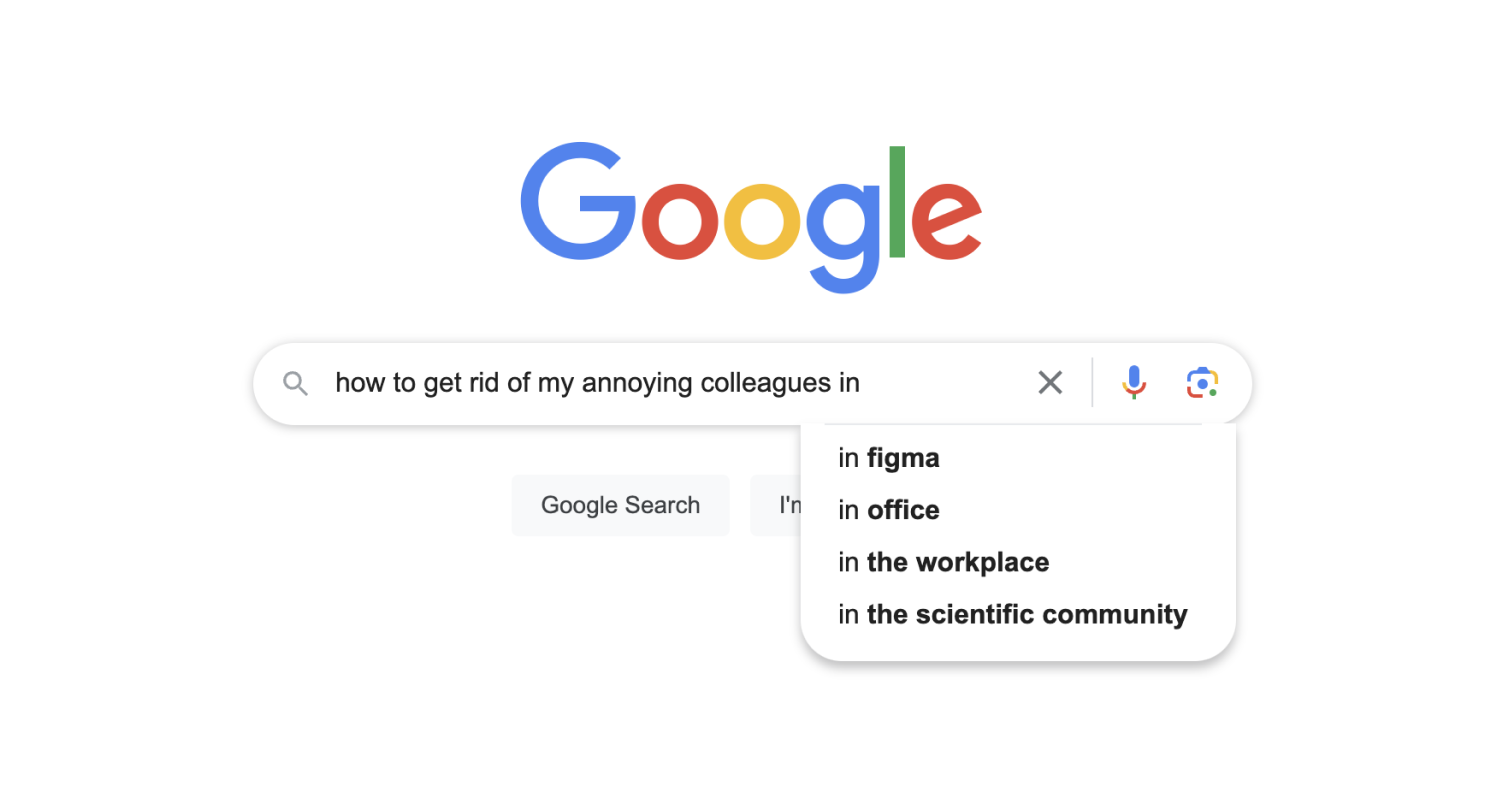 Google
how to get rid of my annoying colleagues in
in figma
Google Search
I'm
in office
in the workplace
in the scientific community